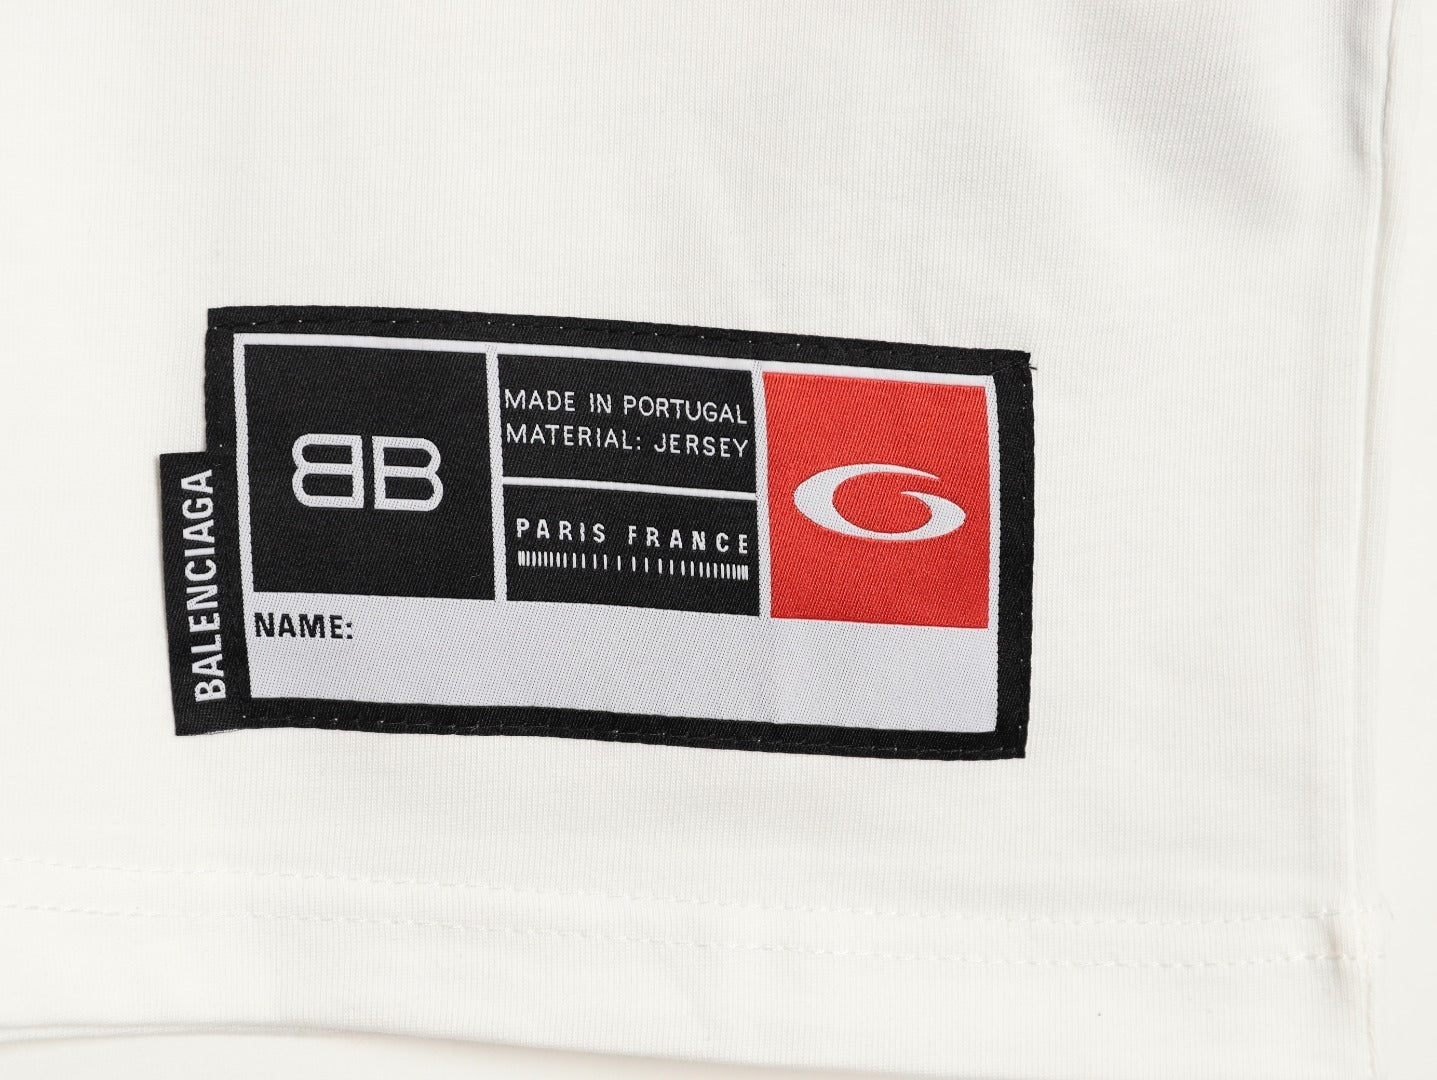 BALENCIAGA
BB
MADE IN PORTUGAL
MATERIAL: JERSEY
PARIS FRANCE
NAME: